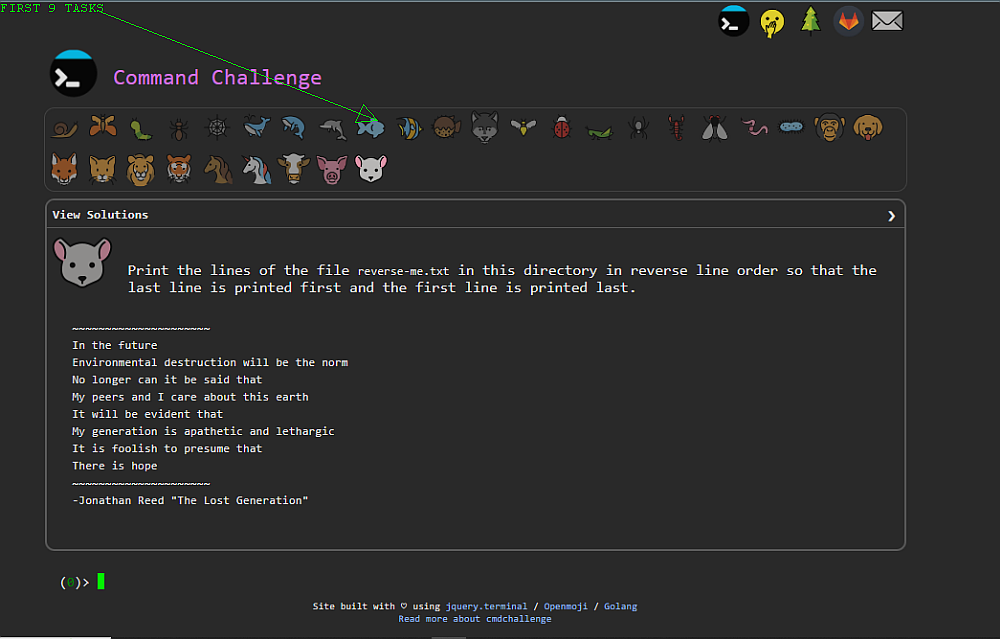 FIRST 9 TASKS
Command Challenge
View Solutions
Print the lines of the file reverse-me.txt in this directory in reverse line order so that the
last line is printed first and the first line is printed last.
~~~~~~~~~~~~~~~~~~~~~
In the future
Environmental destruction will be the norm
No longer can it be said that
My peers and I care about this earth
It will be evident that
My generation is apathetic and lethargic
It is foolish to presume that
There is hope
~~~~~~~~~~~~~~~~~~~~~
-Jonathan Reed "The Lost Generation"
(0)>
Site built with ♡ using jquery.terminal / Openmoji / Golang
Read more about cmdchallenge